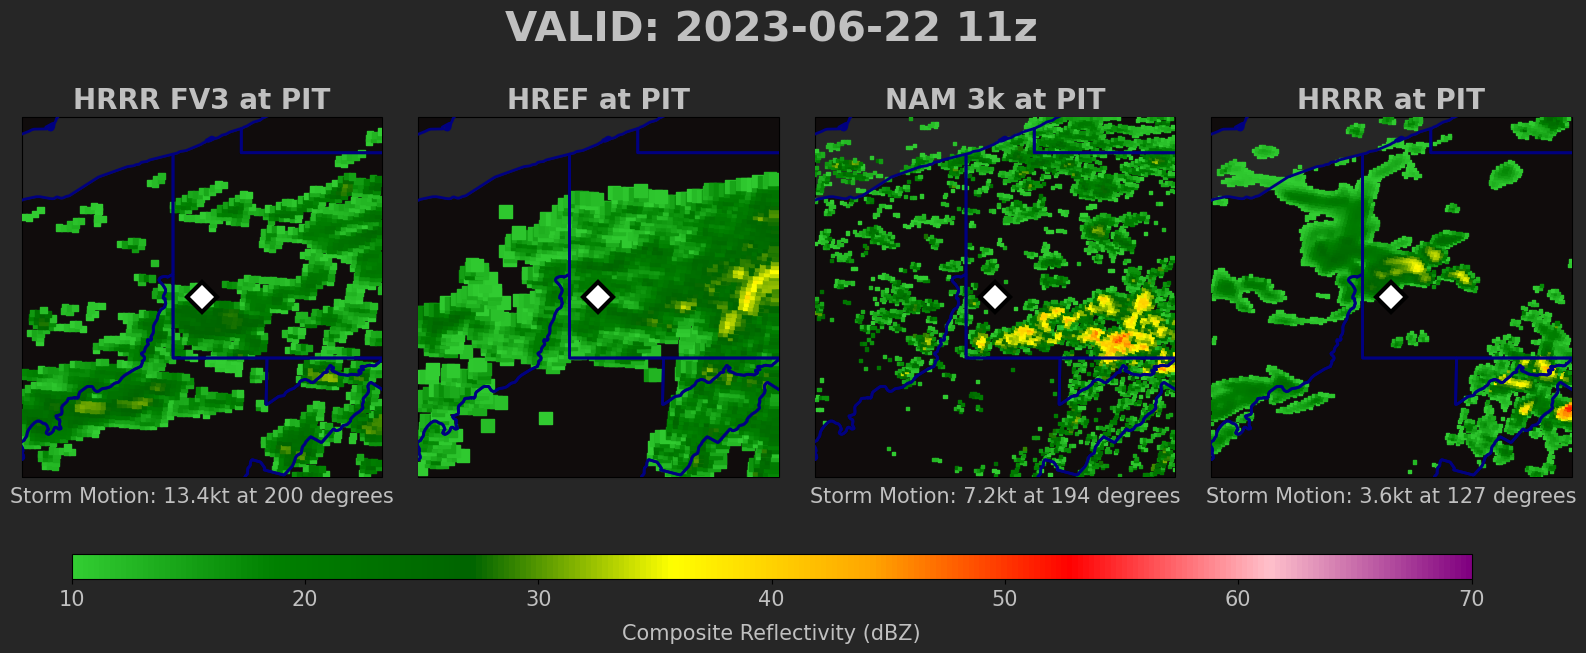 VALID: 2023-06-22 11z
HRRR FV3 at PIT
HREF at PIT
NAM 3k at PIT
HRRR at PIT
Storm Motion: 13.4kt at 200 degrees
Storm Motion: 7.2kt at 194 degrees
Storm Motion: 3.6kt at 127 degrees
10 20 30 40 50 60 70
Composite Reflectivity (dBZ)